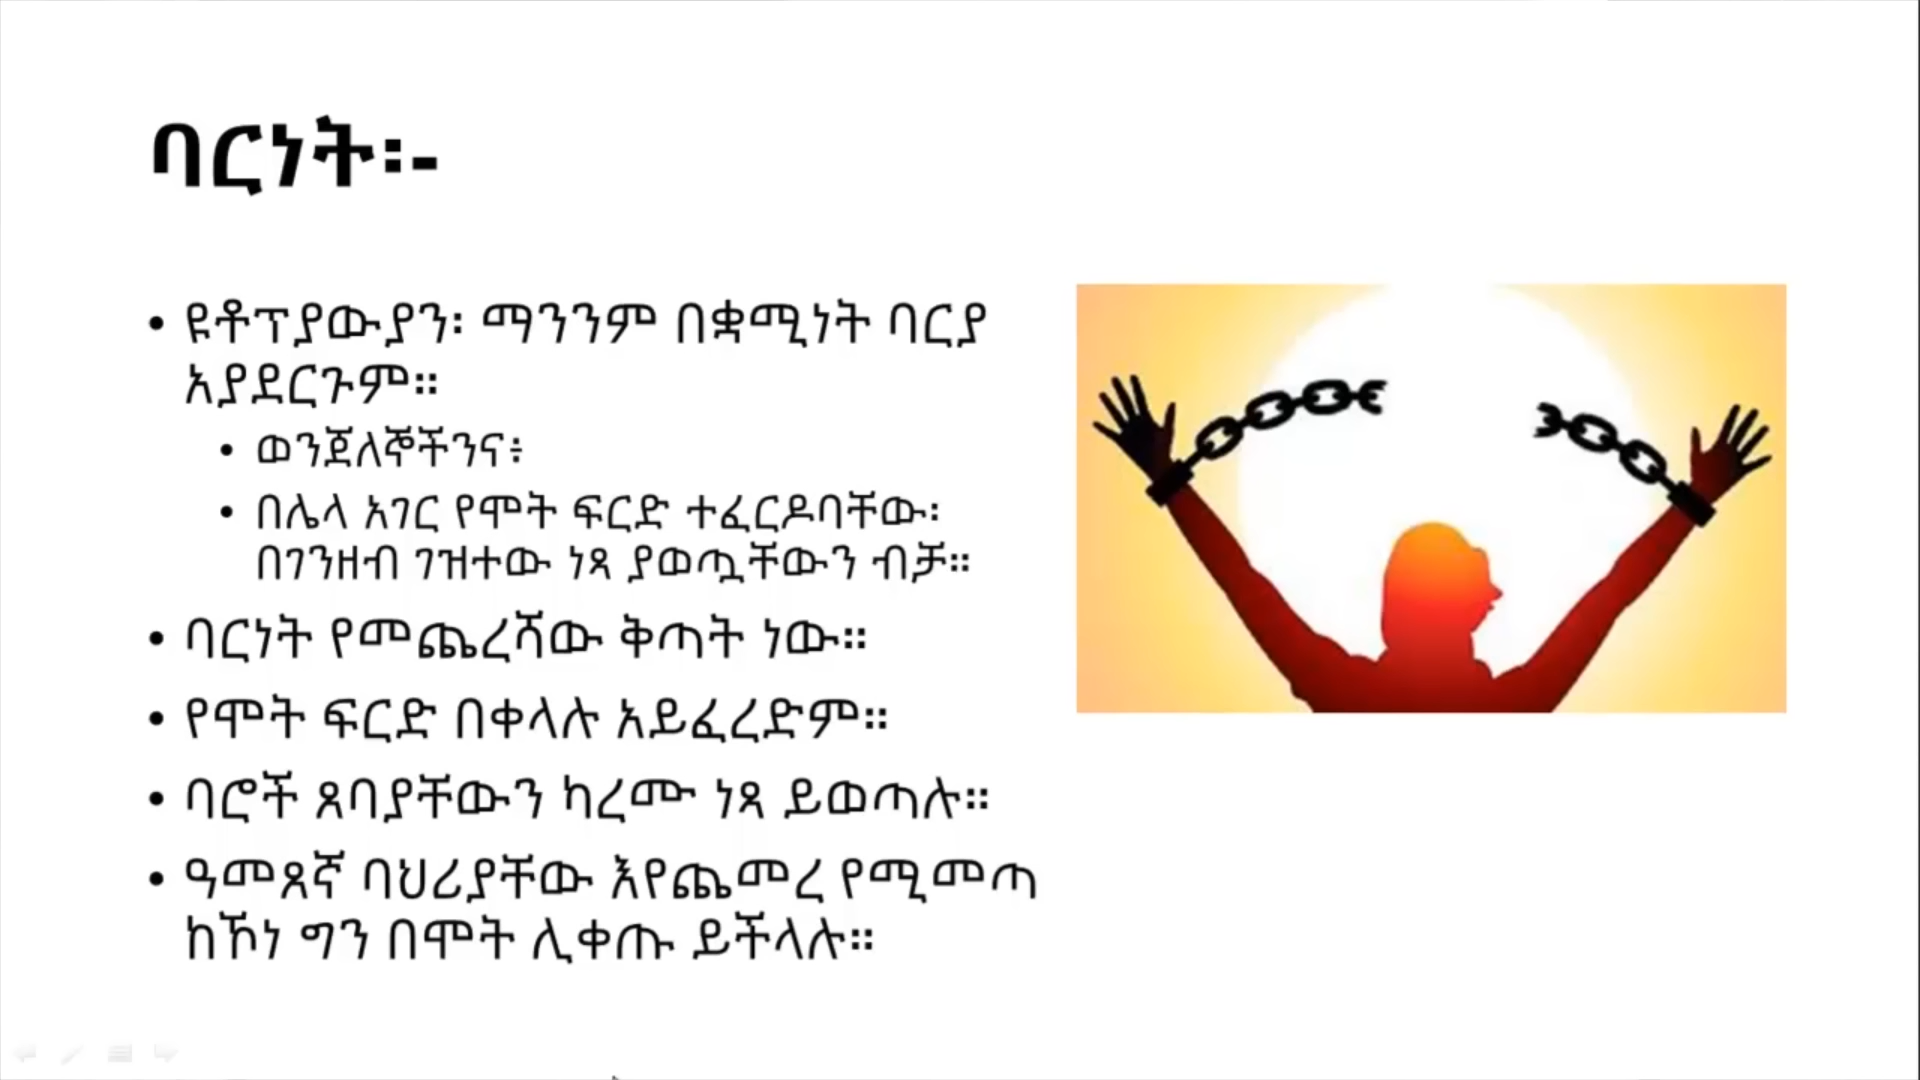 ባርነት፡-
• ዩቶፕያውያን፡ ማንንም በቋሚነት ባርያ
አያደርጉም።
• ወንጀለኞችንና፥
• በሌላ አገር የሞት ፍርድ ተፈርዶባቸው፡
በገንዘብ ገዝተው ነጻ ያወጧቸውን ብቻ።
• ባርነት የመጨረሻው ቅጣት ነው።
• የሞት ፍርድ በቀላሉ አይፈረድም።
• ባሮች ጸባያቸውን ካረሙ ነጻ ይወጣሉ።
• ዓመጸኛ ባህሪያቸው እየጨመረ የሚመጣ
ከኾነ ግን በሞት ሊቀጡ ይችላሉ።